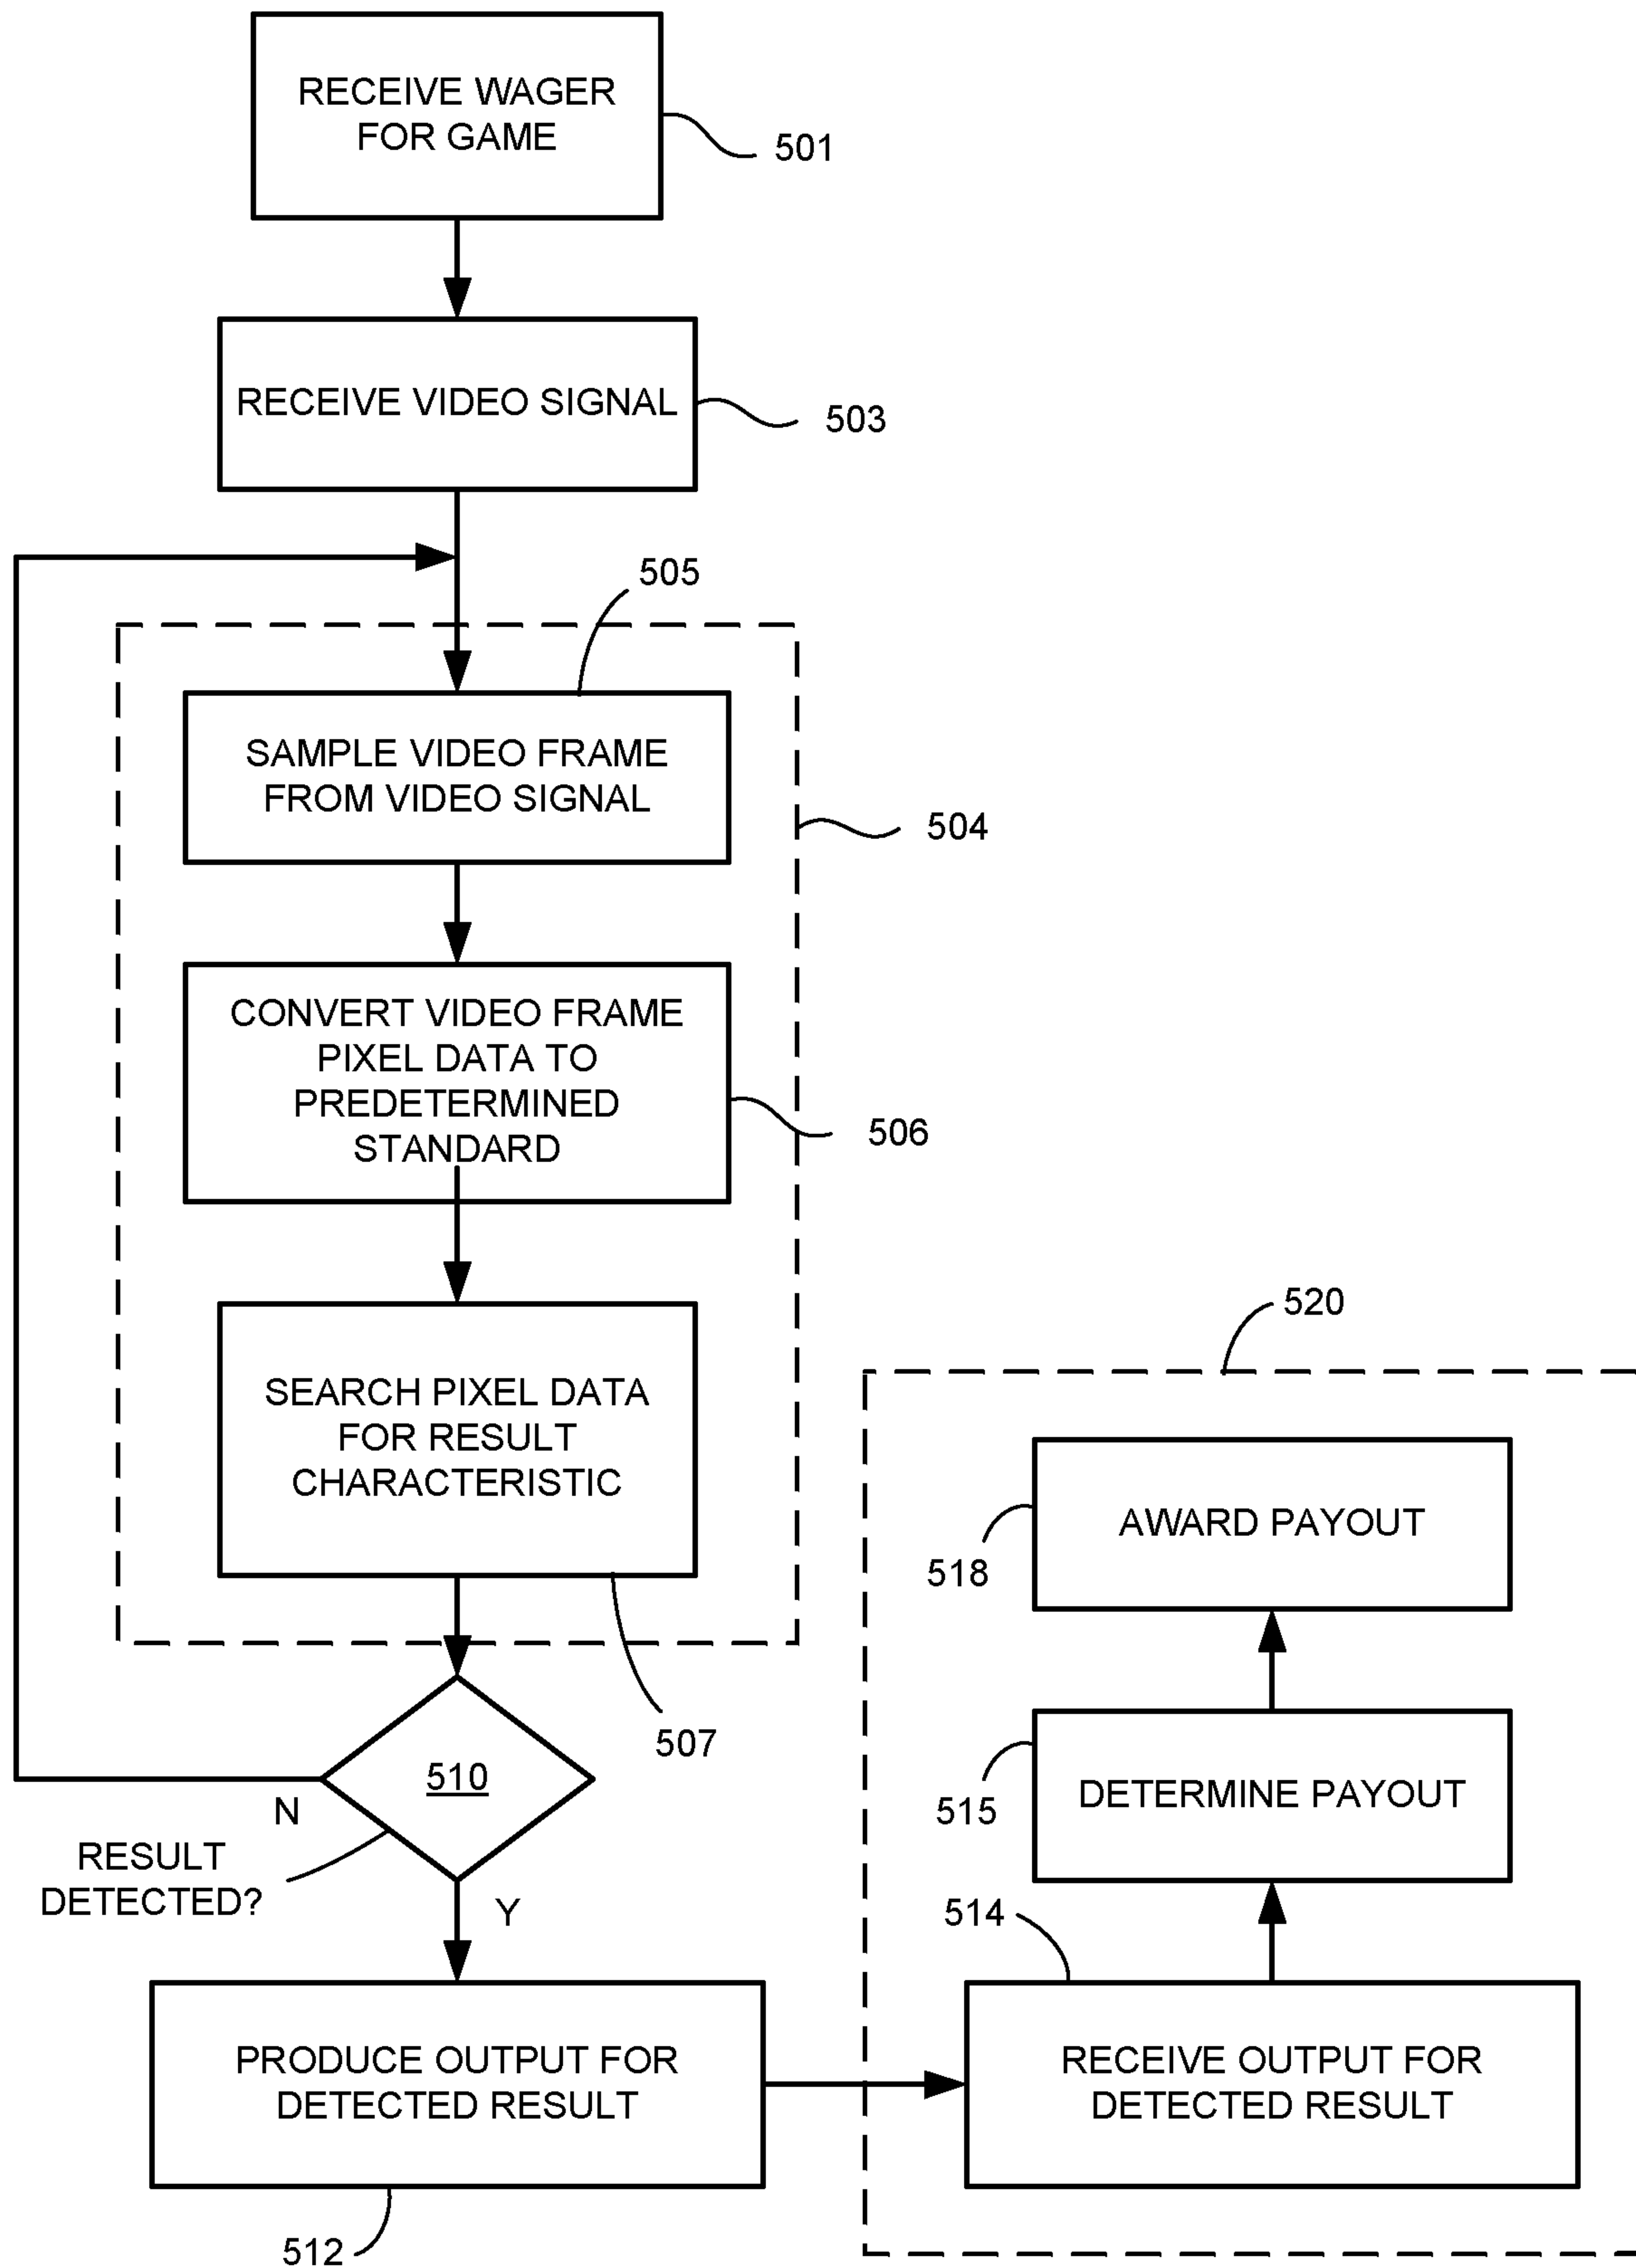 RECEIVE WAGER
FOR GAME
501
RECEIVE VIDEO SIGNAL
503
505
SAMPLE VIDEO FRAME
FROM VIDEO SIGNAL
504
CONVERT VIDEO FRAME
PIXEL DATA TO
PREDETERMINED
STANDARD
506
SEARCH PIXEL DATA
FOR RESULT
CHARACTERISTIC
507
510
N
RESULT
DETECTED?
Y
PRODUCE OUTPUT FOR
DETECTED RESULT
512
520
AWARD PAYOUT
518
DETERMINE PAYOUT
515
514
RECEIVE OUTPUT FOR
DETECTED RESULT